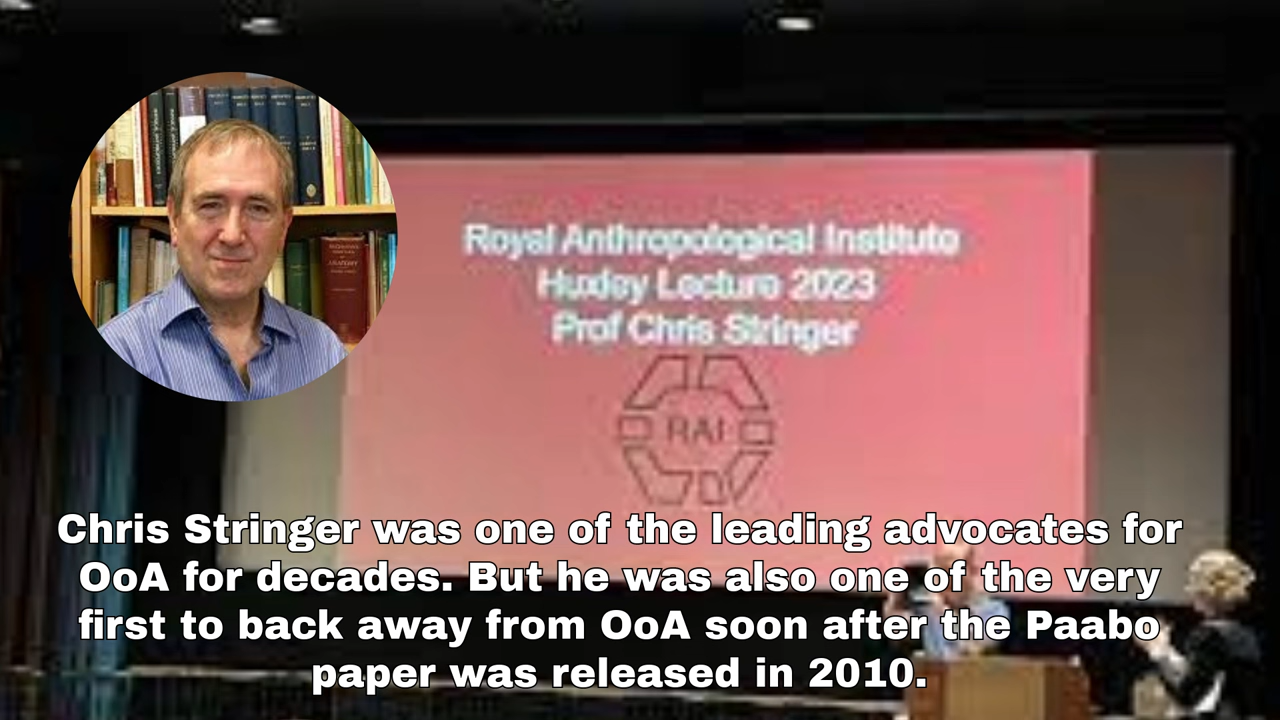 Royal Anthropological Institute
Huxley Lecture 2023
Prof Chris Stringer
RAI
Chris Stringer was one of the leading advocates for
OoA for decades. But he was also one of the very
first to back away from OoA soon after the Paabo
paper was released in 2010.